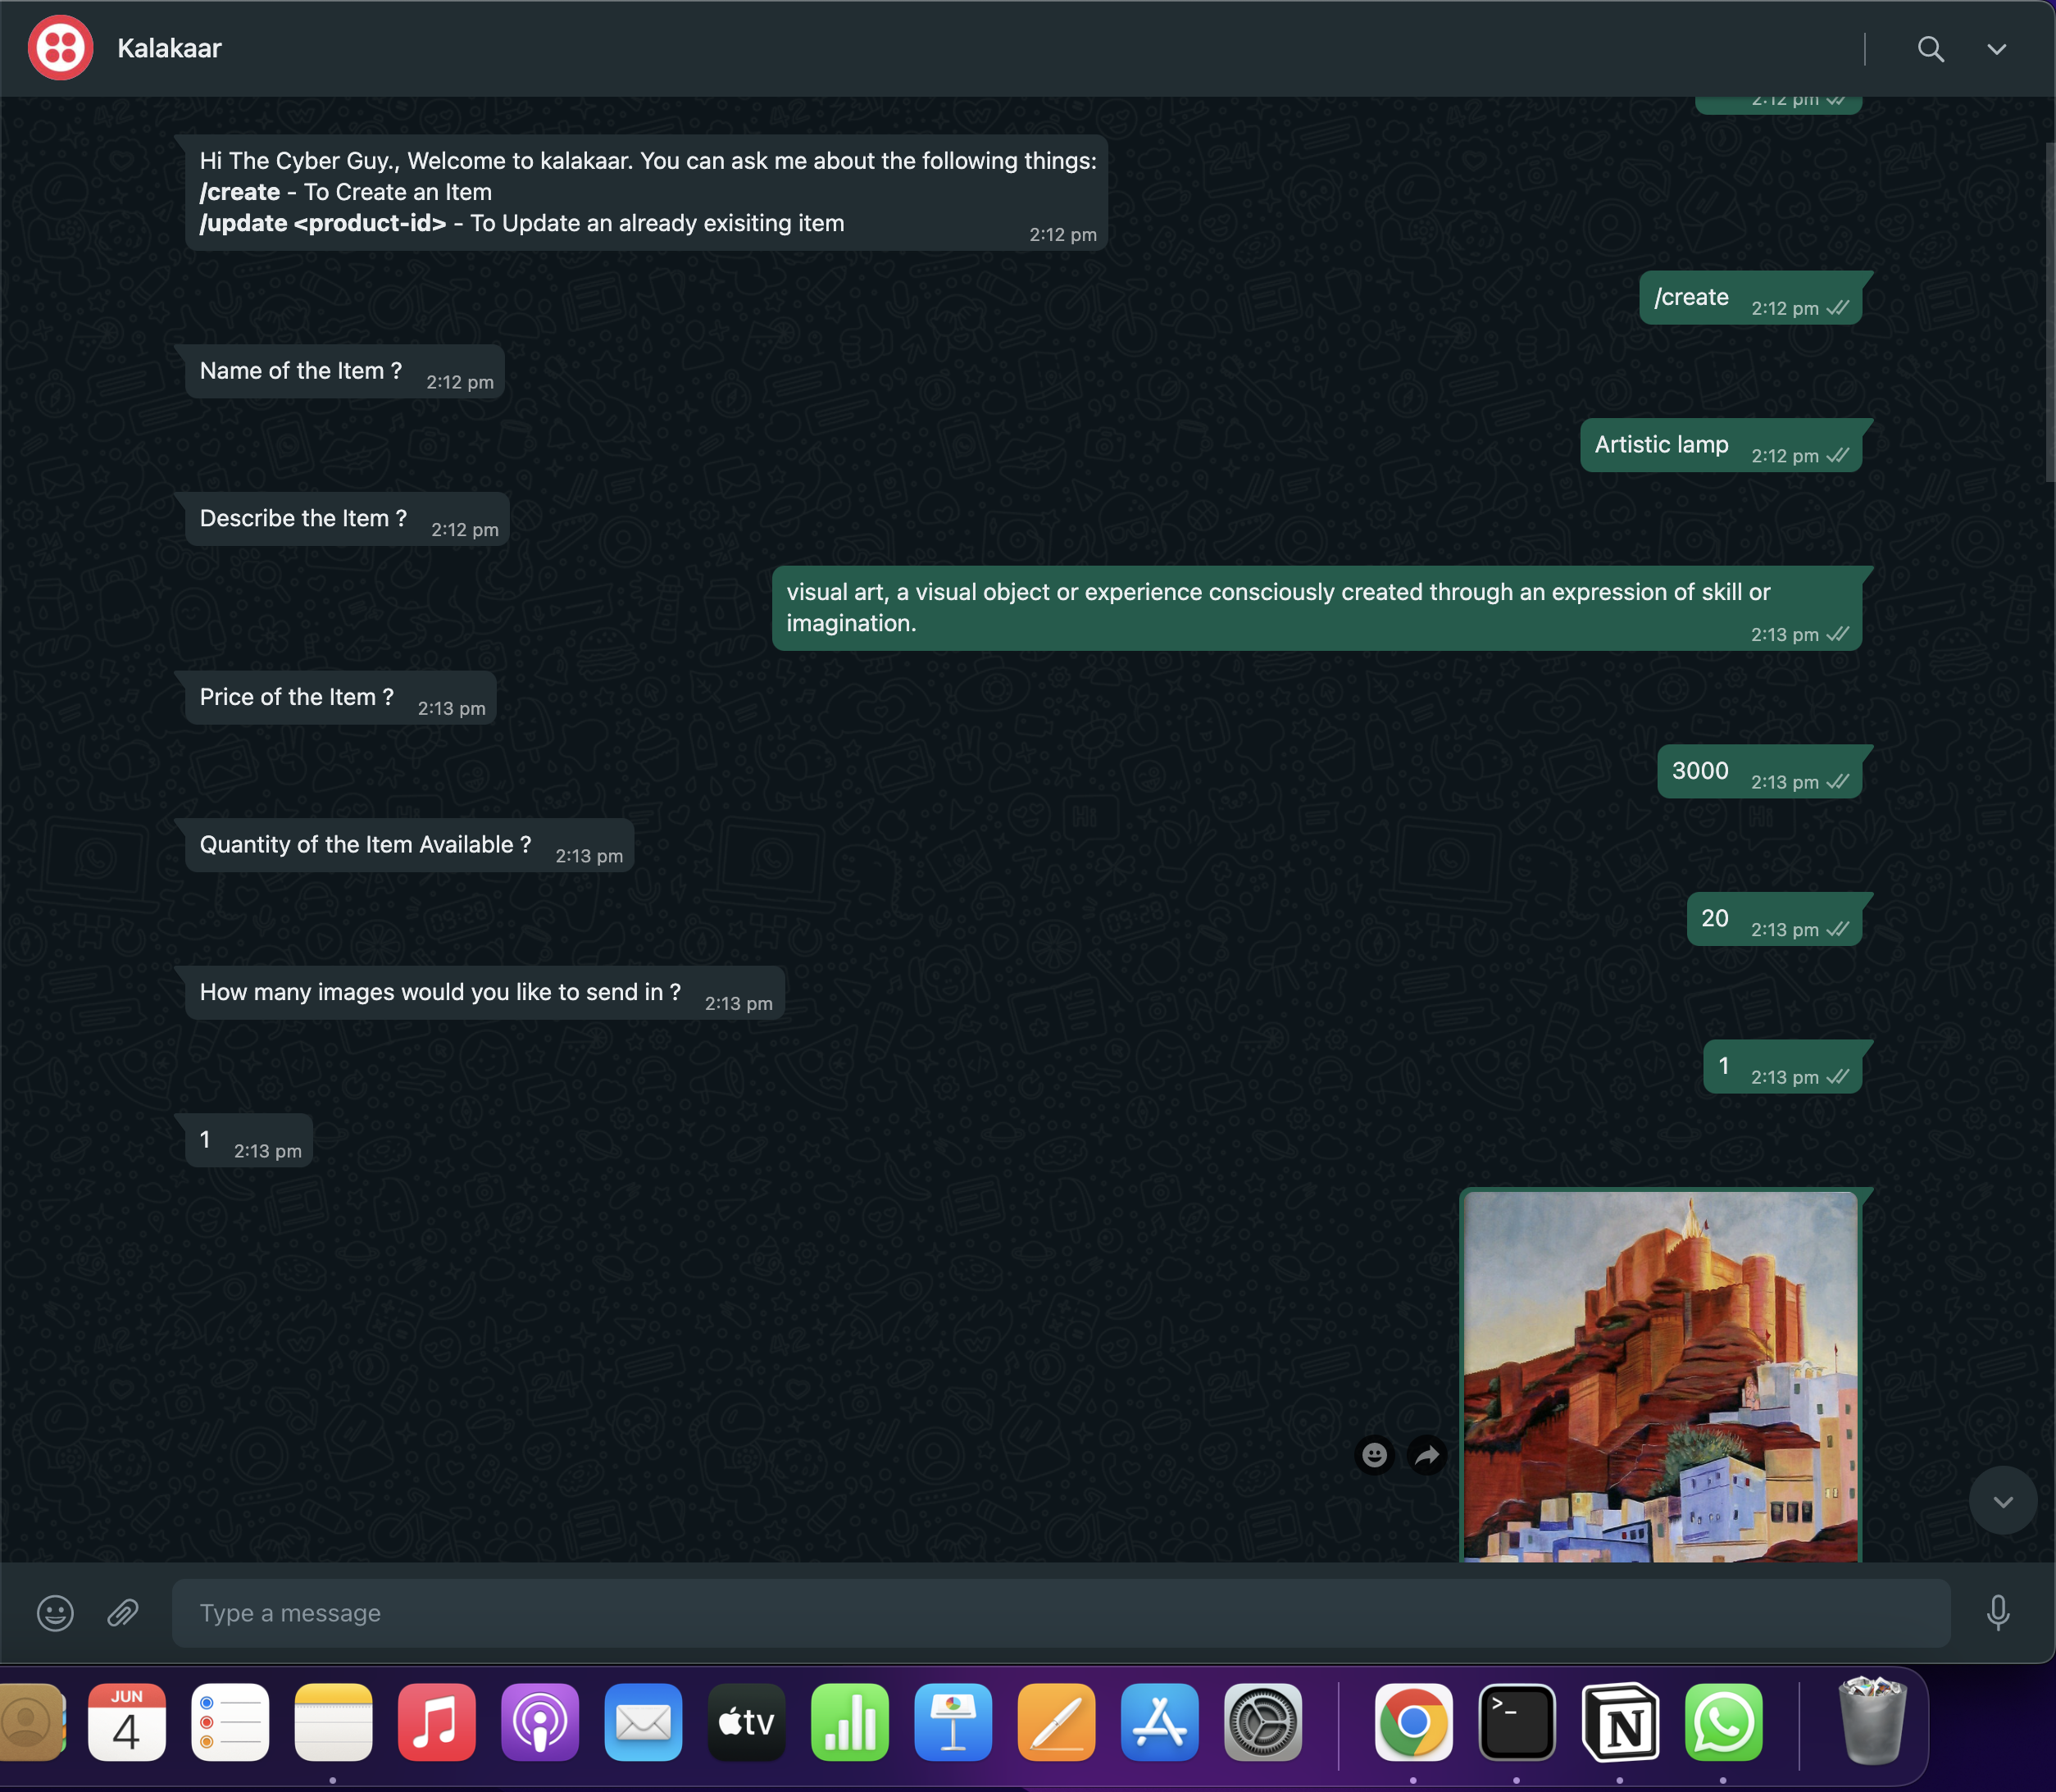 Kalakaar
2:12 pm
Hi The Cyber Guy., Welcome to kalakaar. You can ask me about the following things:
/create - To Create an Item
/update <product-id> - To Update an already exisiting item
2:12 pm
/create 2:12 pm
Name of the Item ? 2:12 pm
Artistic lamp 2:12 pm
Describe the Item ? 2:12 pm
visual art, a visual object or experience consciously created through an expression of skill or
imagination.
2:13 pm
Price of the Item ? 2:13 pm
3000 2:13 pm
Quantity of the Item Available ? 2:13 pm
20 2:13 pm
How many images would you like to send in ? 2:13 pm
1 2:13 pm
1 2:13 pm
Type a message
JUN
4
tv
>_
N